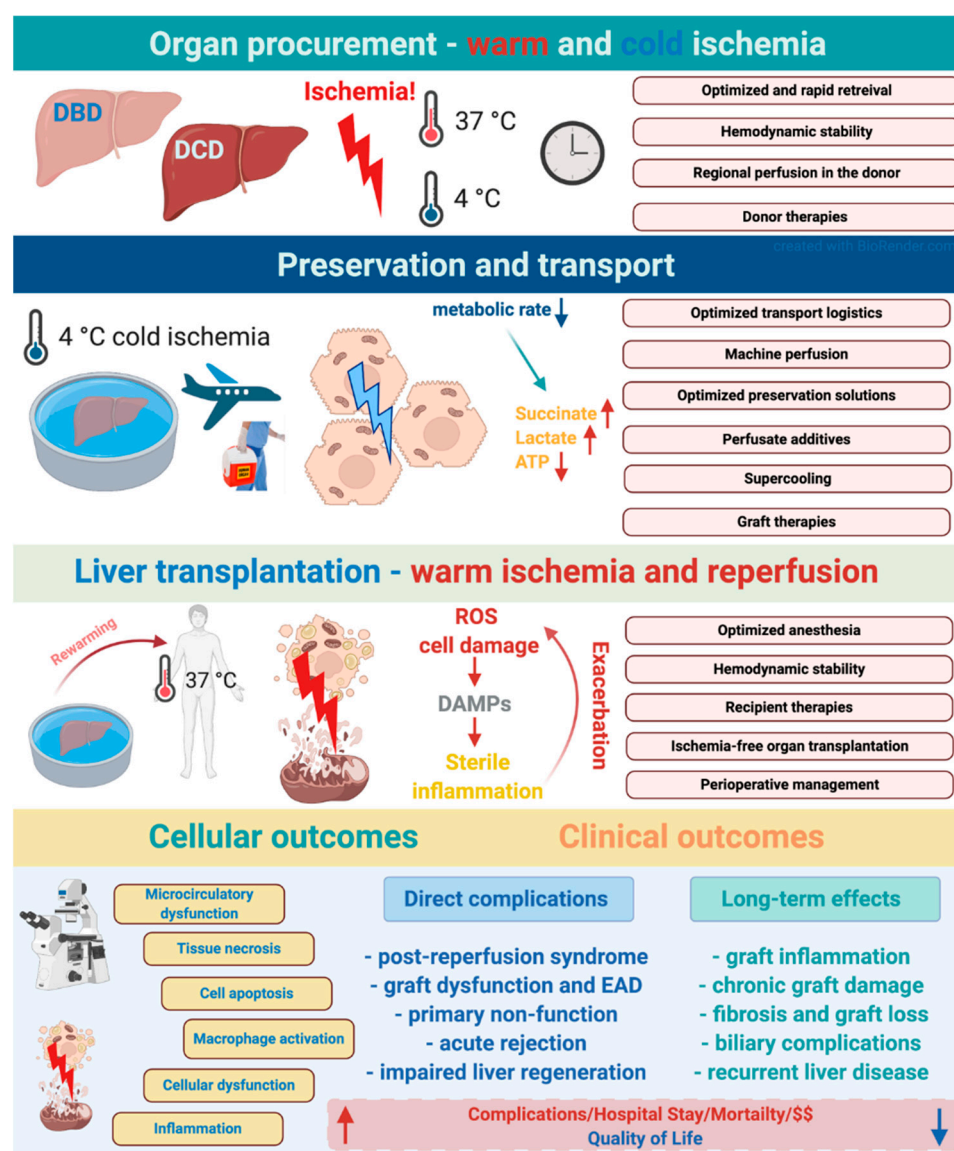 Organ procurement - warm and cold ischemia
DBD
DCD
Ischemia!
37 °C
4 °C
Optimized and rapid retreival
Hemodynamic stability
Regional perfusion in the donor
Donor therapies
created with BioRender.com
Preservation and transport
4 °C cold ischemia
metabolic rate
Succinate
Lactate
ATP
Optimized transport logistics
Machine perfusion
Optimized preservation solutions
Perfusate additives
Supercooling
Graft therapies
Liver transplantation - warm ischemia and reperfusion
Rewarming
37 °C
ROS
cell damage
DAMPs
Sterile
inflammation
Exacerbation
Optimized anesthesia
Hemodynamic stability
Recipient therapies
Ischemia-free organ transplantation
Perioperative management
Cellular outcomes
Clinical outcomes
Microcirculatory
dysfunction
Tissue necrosis
Cell apoptosis
Macrophage activation
Cellular dysfunction
Inflammation
Direct complications
- post-reperfusion syndrome
- graft dysfunction and EAD
- primary non-function
- acute rejection
- impaired liver regeneration
Long-term effects
- graft inflammation
- chronic graft damage
- fibrosis and graft loss
- biliary complications
- recurrent liver disease
Complications/Hospital Stay/Mortailty/$$
Quality of Life